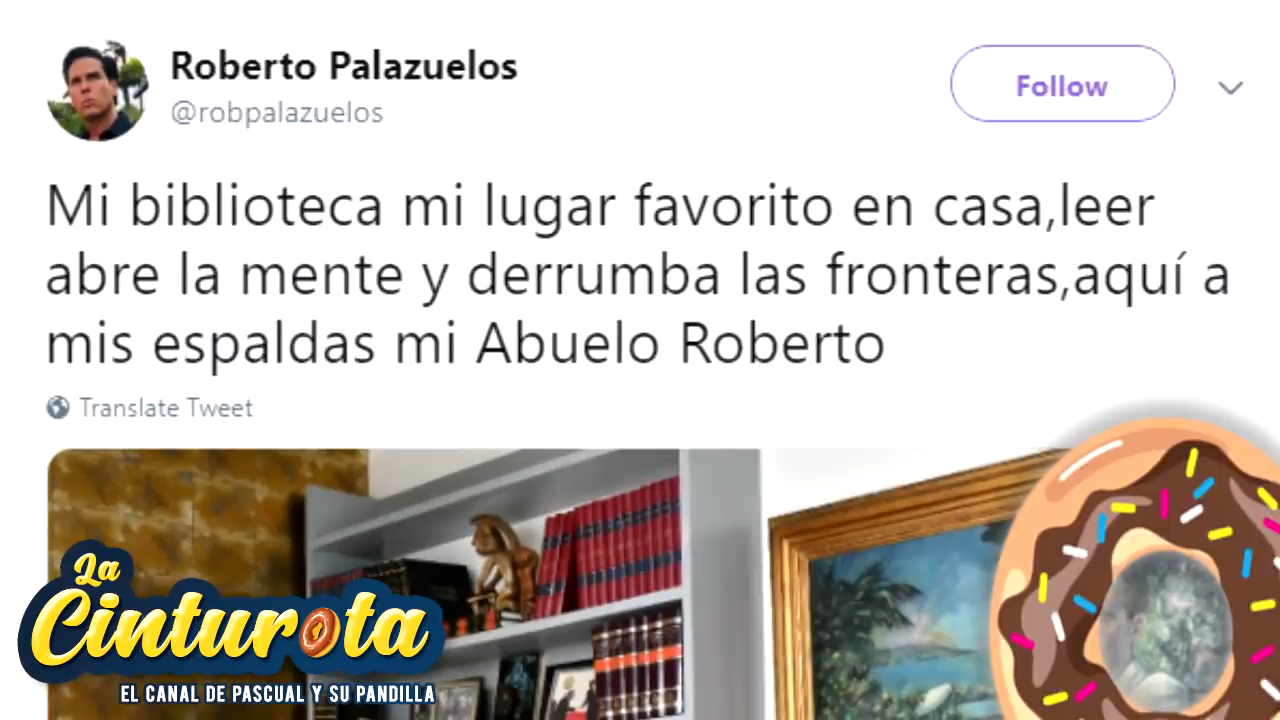 Roberto Palazuelos
@robpalazuelos
Follow
Mi biblioteca mi lugar favorito en casa,leer
abre la mente y derrumba las fronteras,aquí a
mis espaldas mi Abuelo Roberto
Translate Tweet
La
Cinturota
EL CANAL DE PASCUAL Y SU PANDILLA